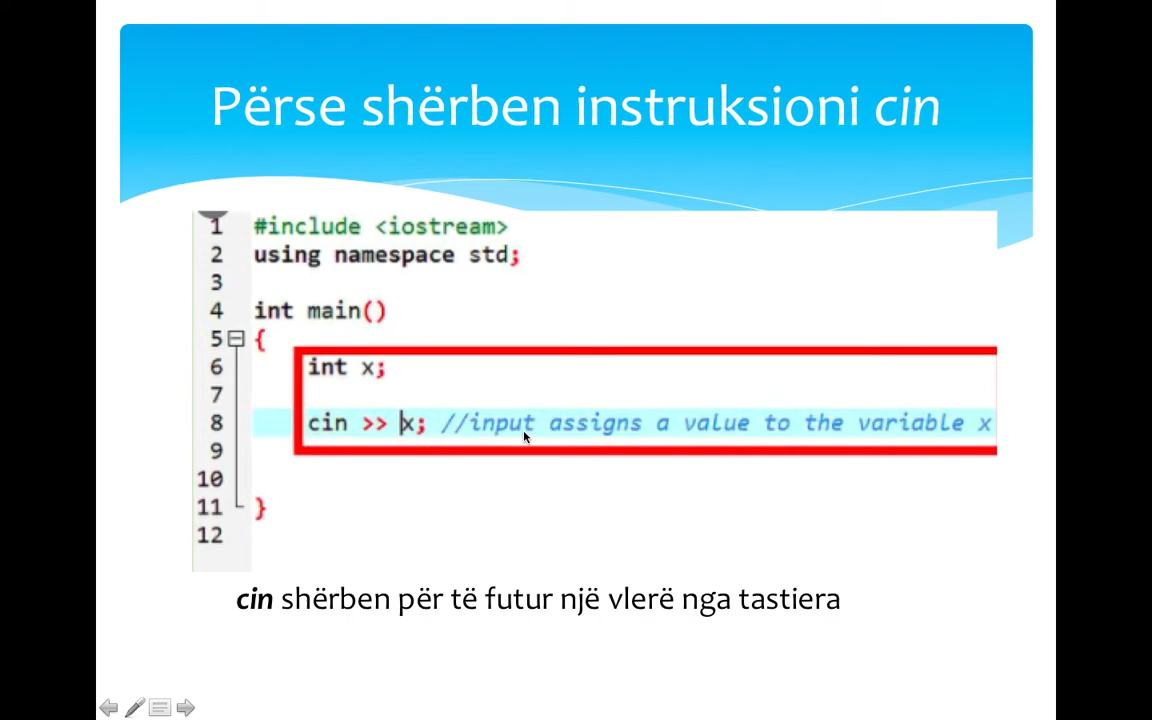 Përse shërben instruksioni cin
1 #include <iostream>
2 using namespace std;
3
4 int main()
5 {
6 int x;
7
8 cin >> x; //input assigns a value to the variable x
9
10
11 }
12
cin shërben për të futur një vlerë nga tastiera